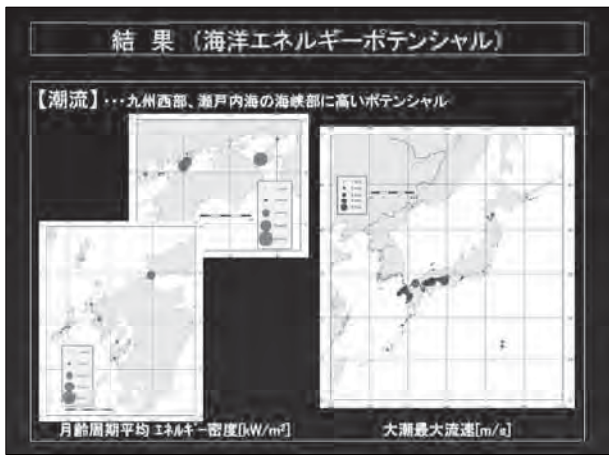 結 果 (海洋エネルギーポテンシャル)
【潮流】・・・九州西部、瀬戸内海の海峡部に高いポテンシャル
月齢周期平均 エネルギー密度[kW/m²]
大潮最大流速[m/s]